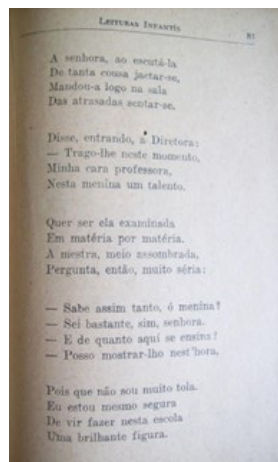 LEITURAS INFANTÍS
81
A senhora, ao escutá-la
De tanta cousa jactar-se,
Mandou-a logo na sala
Das atrasadas sentar-se.
Disse, entrando, a Diretora:
— Trago-lhe neste momento,
Minha cara professora,
Nesta menina um talento.
Quer ser ela examinada
Em matéria por matéria.
A mestra, meio assombrada,
Pergunta, então, muito séria:
— Sabe assim tanto, ó menina?
— Sei bastante, sim, senhora.
— E de quanto aquí se ensina?
— Posso mostrar-lho nest'hora.
Pois que não sou muito tola.
Eu estou mesmo segura
De vir fazer nesta escola
Uma brilhante figura.